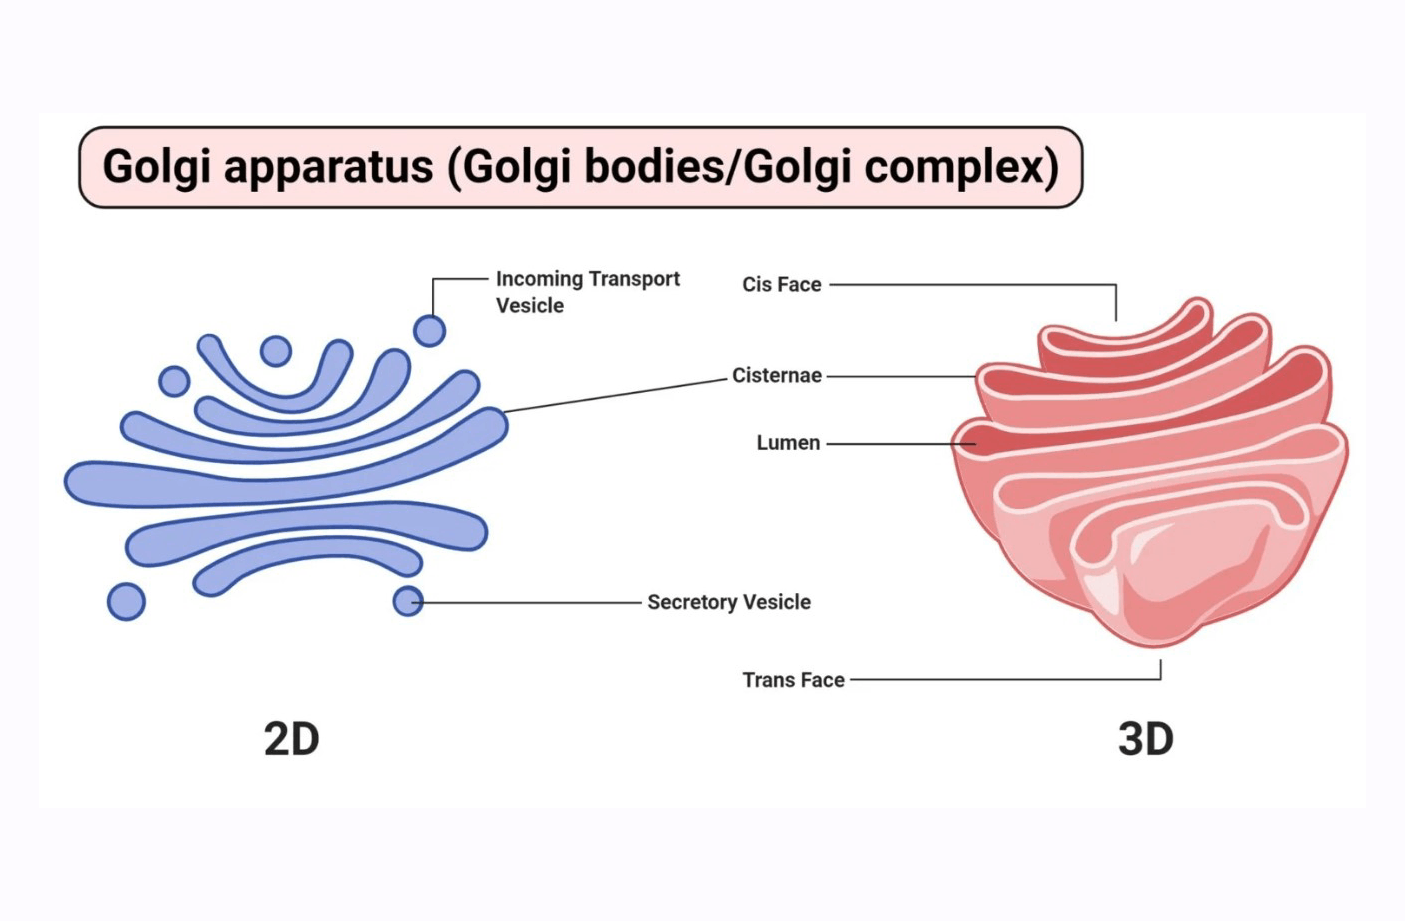 Golgi apparatus (Golgi bodies/Golgi complex)
Incoming Transport
Vesicle
Cis Face
Cisternae
Lumen
Secretory Vesicle
Trans Face
2D
3D